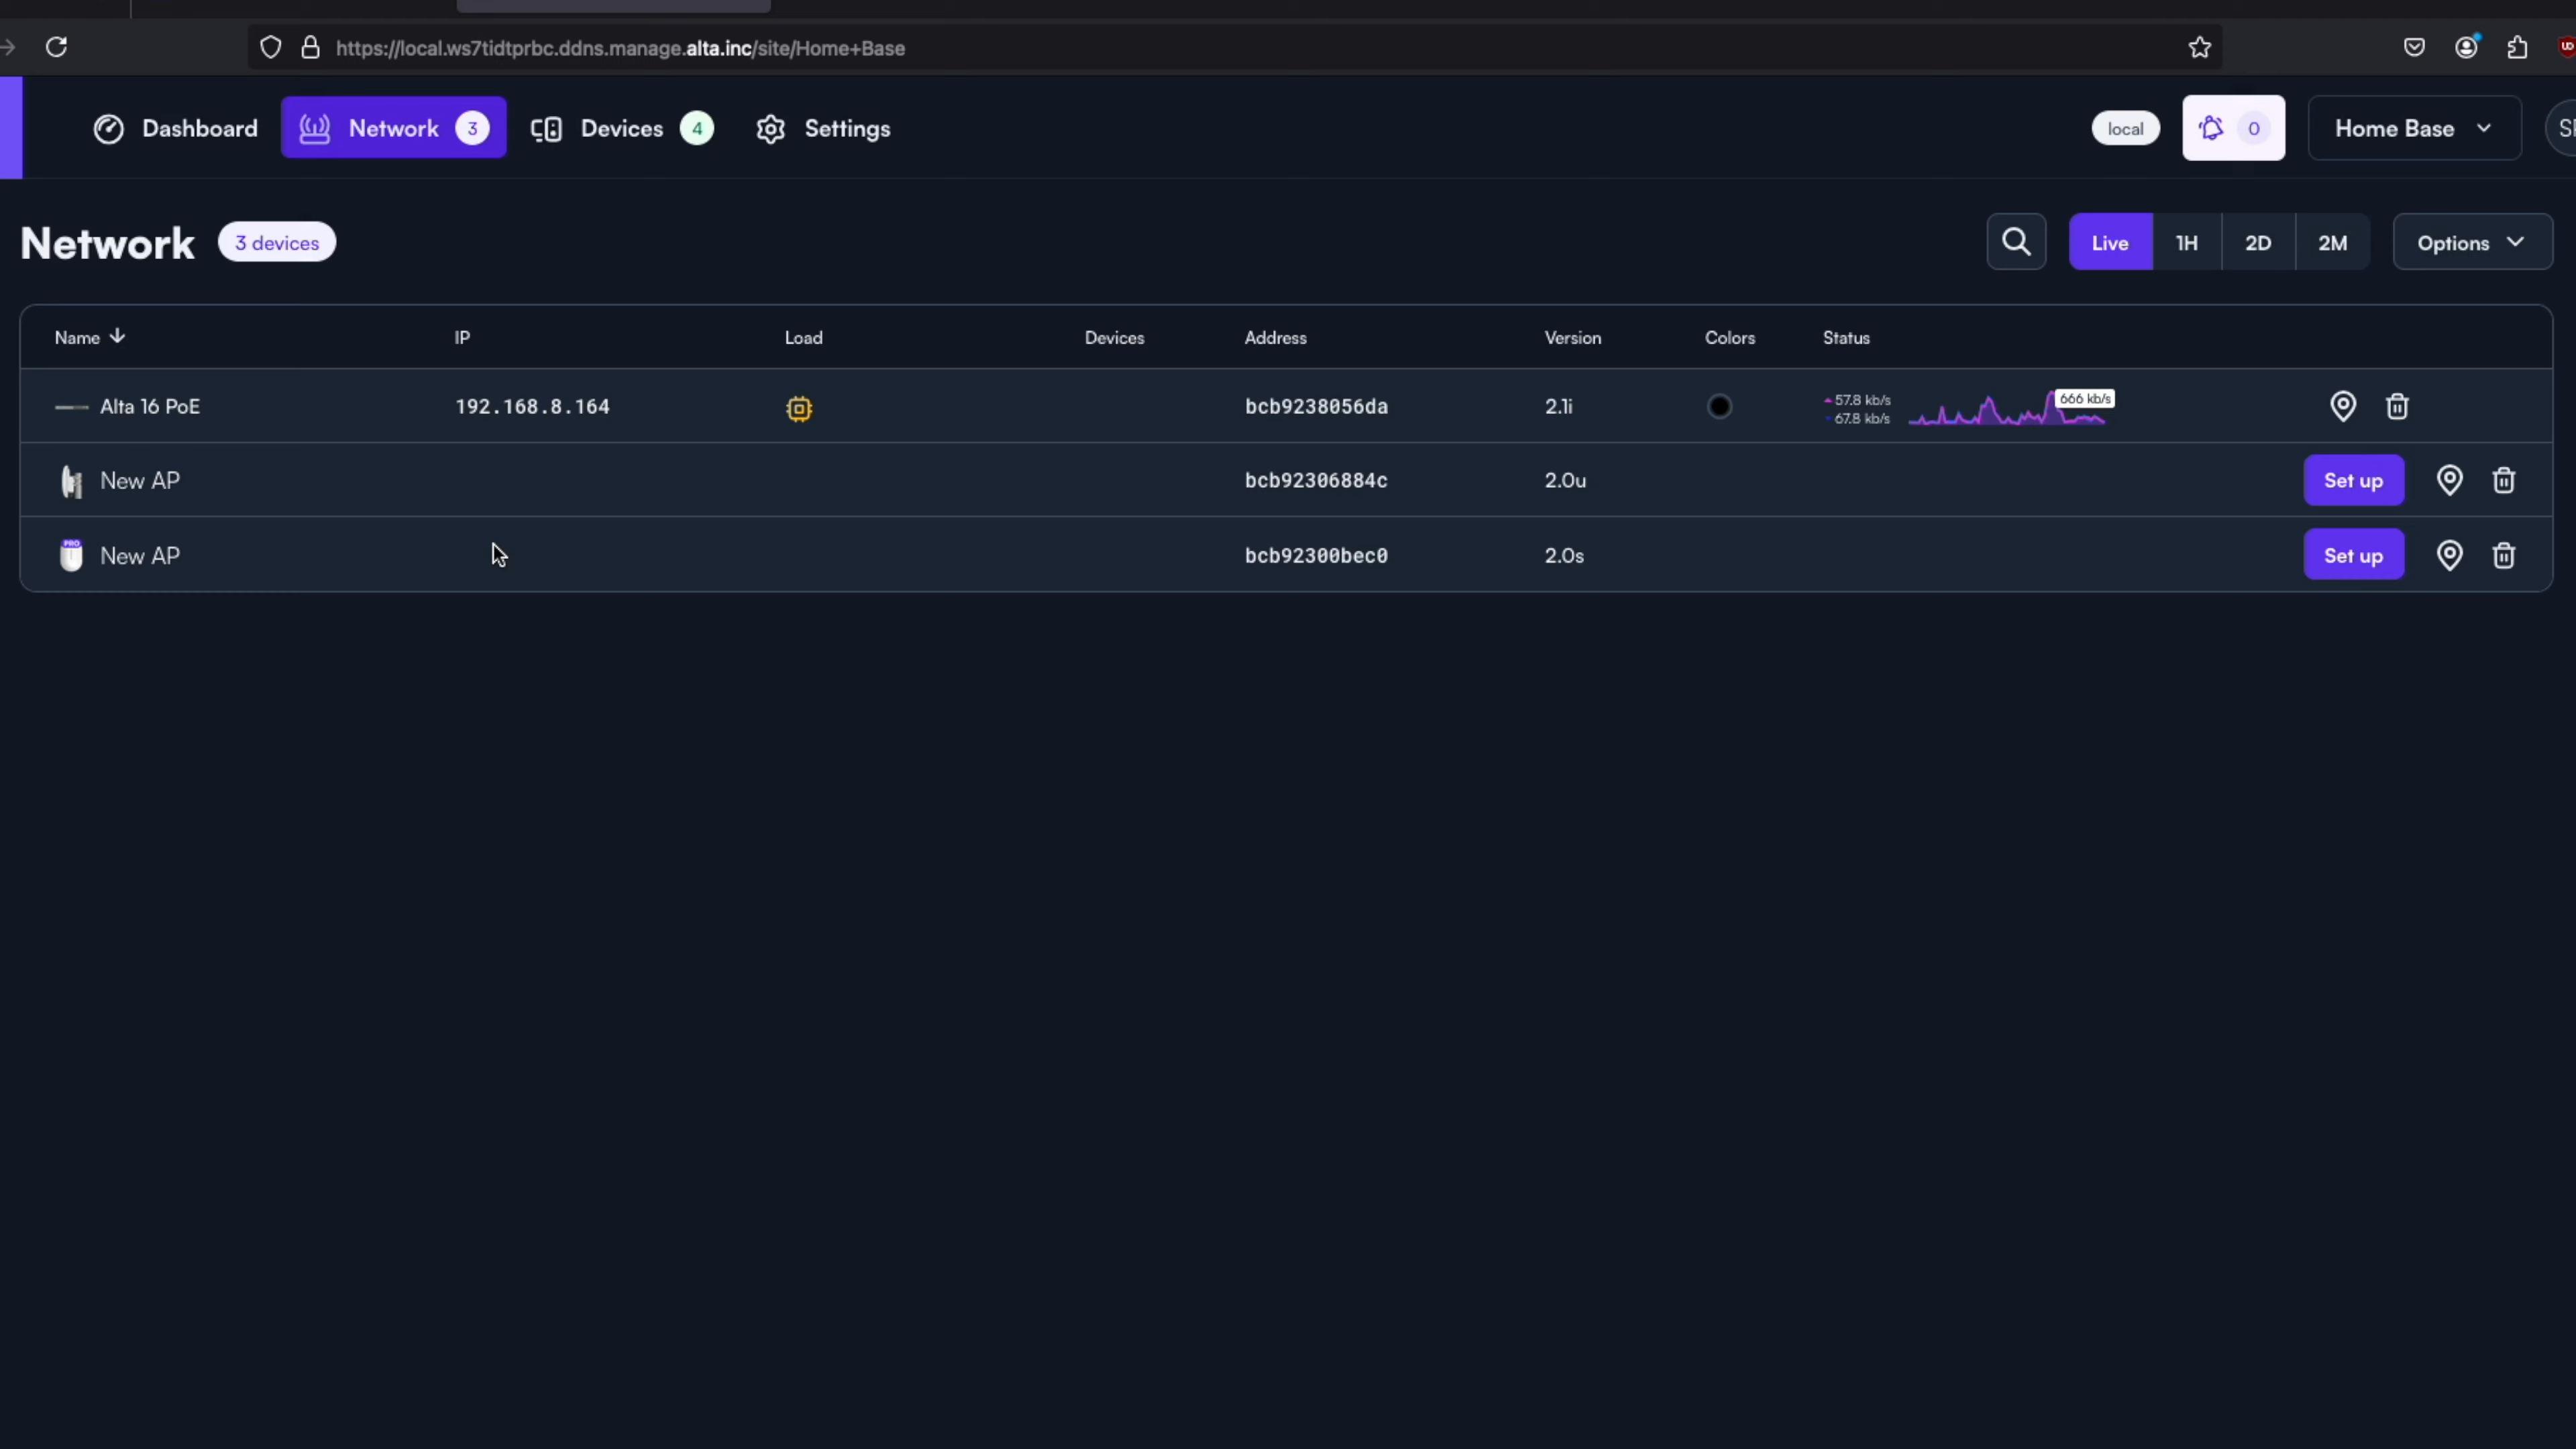 https://local.ws7tidtprbc.ddns.manage.alta.inc/site/Home+Base
Dashboard
Network 3
Devices 4
Settings
local
0
Home Base
Network 3 devices
Live 1H 2D 2M
Options
Name IP Load Devices Address Version Colors Status
Alta 16 PoE 192.168.8.164 bcb9238056da 2.1i 57.8 kb/s 666 kb/s
67.8 kb/s
New AP bcb92306884c 2.0u Set up
PRO
New AP bcb92300bec0 2.0s Set up